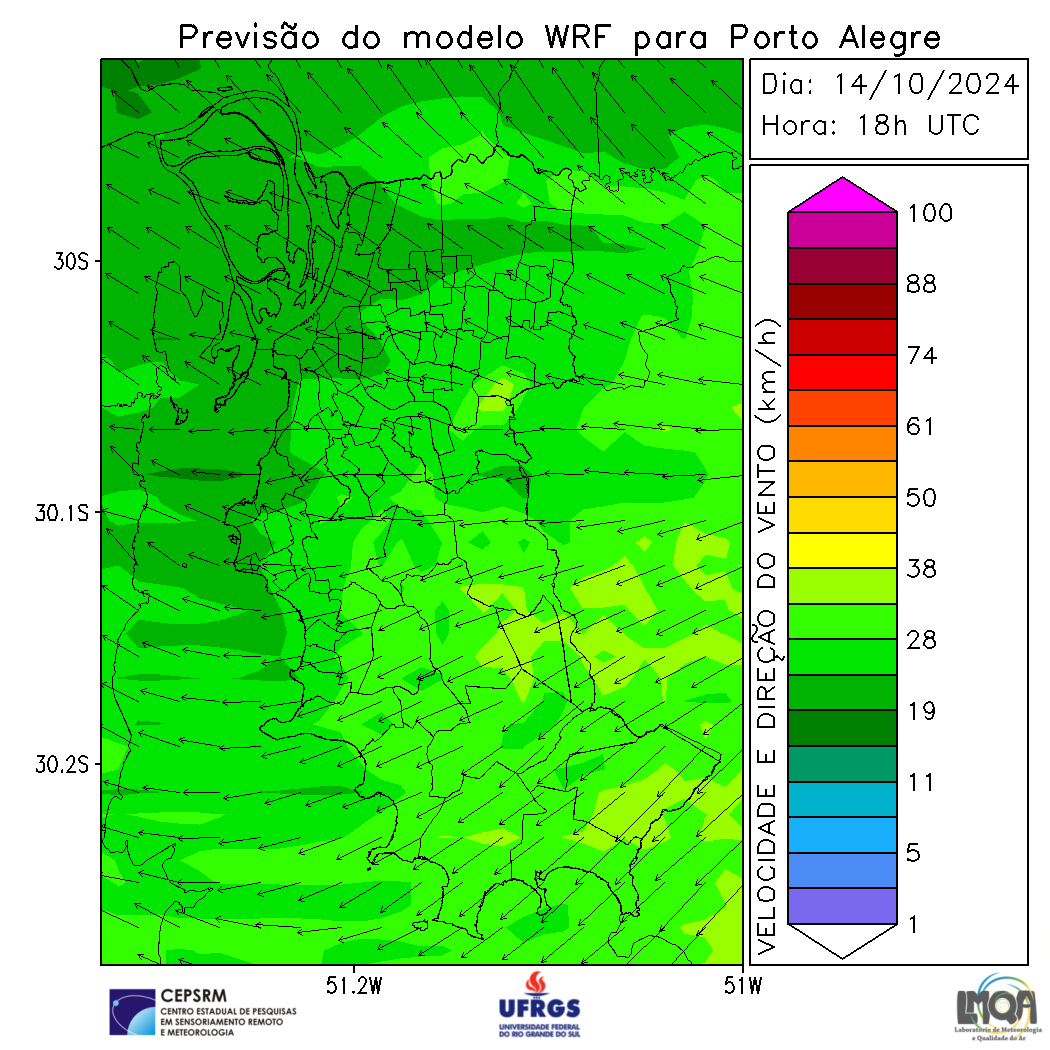 Previsão do modelo WRF para Porto Alegre
Dia: 14/10/2024
Hora: 18h UTC
30S
30.1S
30.2S
51.2W
51W
VELOCIDADE E DIREÇÃO DO VENTO (km/h)
100
88
74
61
50
38
28
19
11
5
1
CEPSRM
CENTRO ESTADUAL DE PESQUISAS
EM SENSORIAMENTO REMOTO
E METEOROLOGIA
UFRGS
UNIVERSIDADE FEDERAL
DO RIO GRANDE DO SUL
LMQA
Laboratório de Meteorologia
e Qualidade do Ar